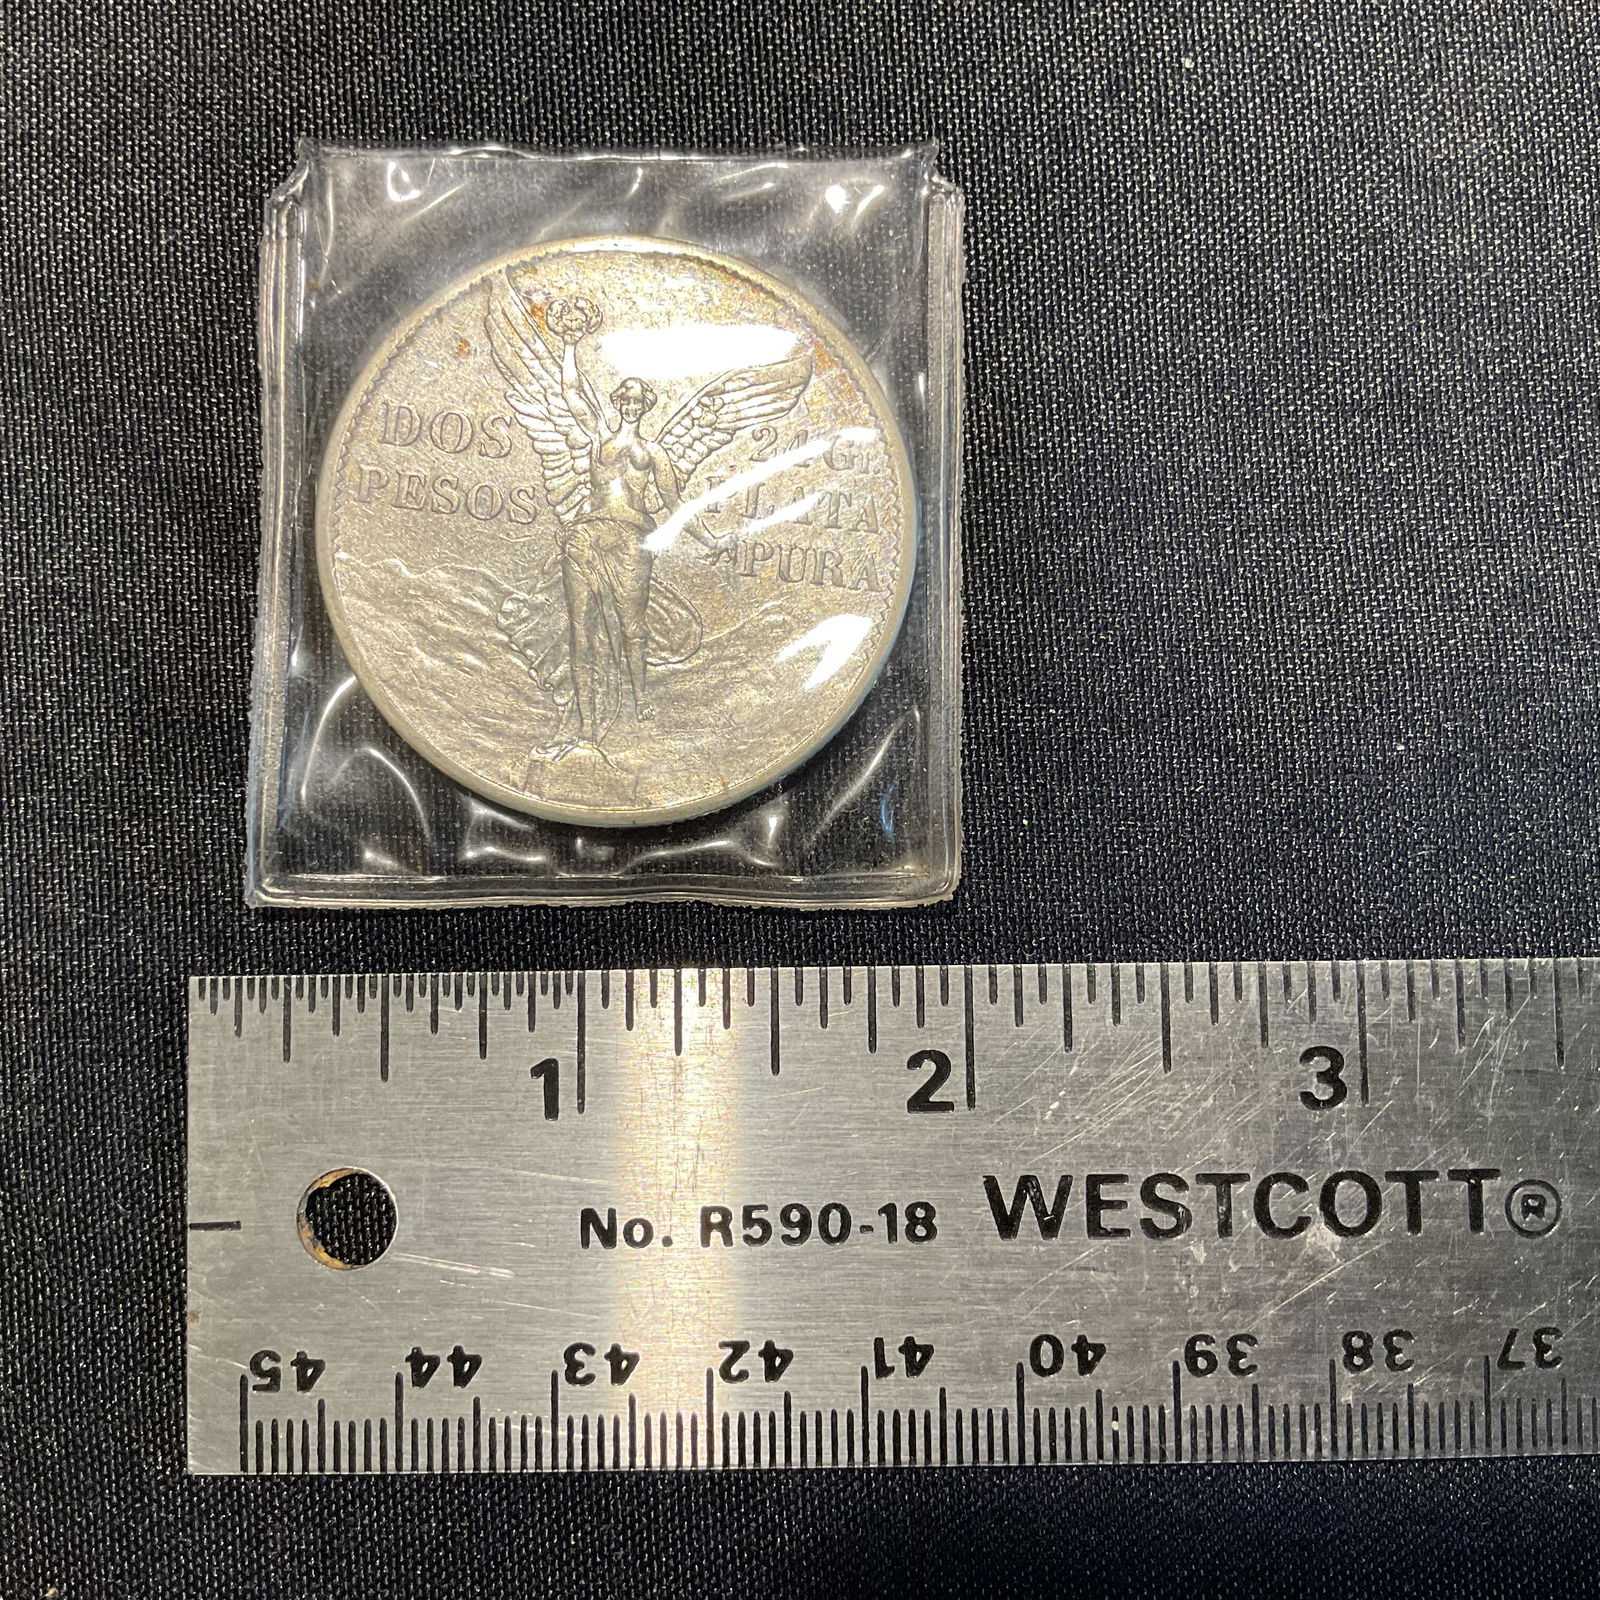 DOS
PESOS
24 Gr.
PLATA
PURA
1 2 3
No. R590-18 WESTCOTT®
45 44 43 42 41 40 39 38 37